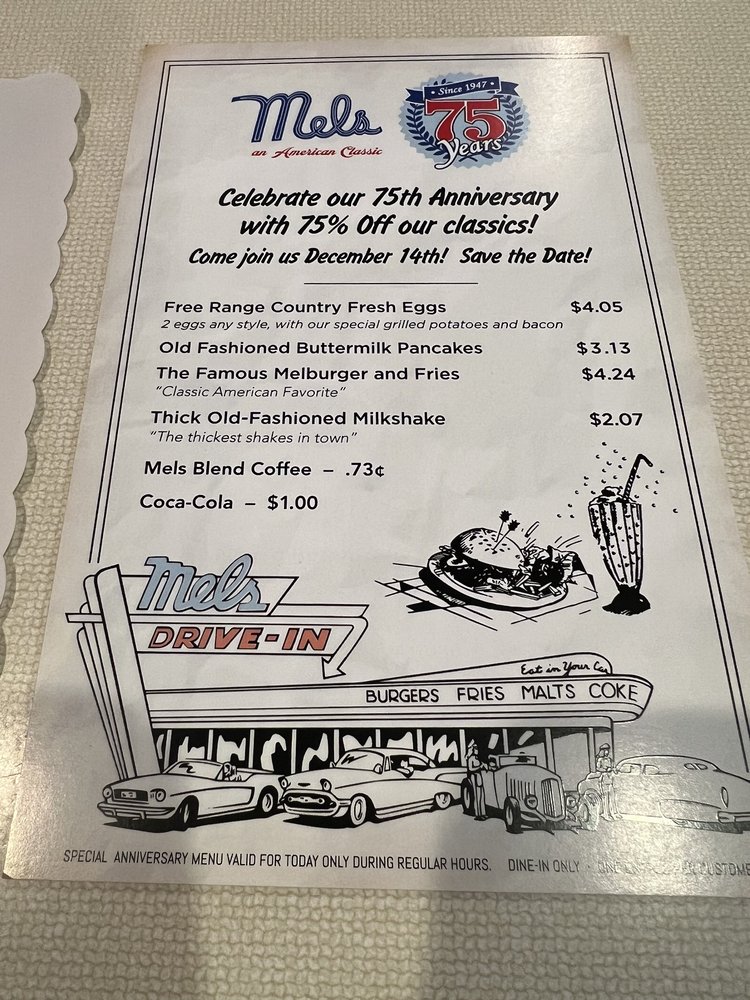 Mels
an American Classic
Since 1947
75
Years
Celebrate our 75th Anniversary
with 75% Off our classics!
Come join us December 14th! Save the Date!
Free Range Country Fresh Eggs $4.05
2 eggs any style, with our special grilled potatoes and bacon
Old Fashioned Buttermilk Pancakes $3.13
The Famous Melburger and Fries $4.24
"Classic American Favorite"
Thick Old-Fashioned Milkshake $2.07
"The thickest shakes in town"
Mels Blend Coffee – .73¢
Coca-Cola – $1.00
Mels
DRIVE-IN
Eat in Your Car
BURGERS FRIES MALTS COKE
SPECIAL ANNIVERSARY MENU VALID FOR TODAY ONLY DURING REGULAR HOURS. DINE-IN ONLY